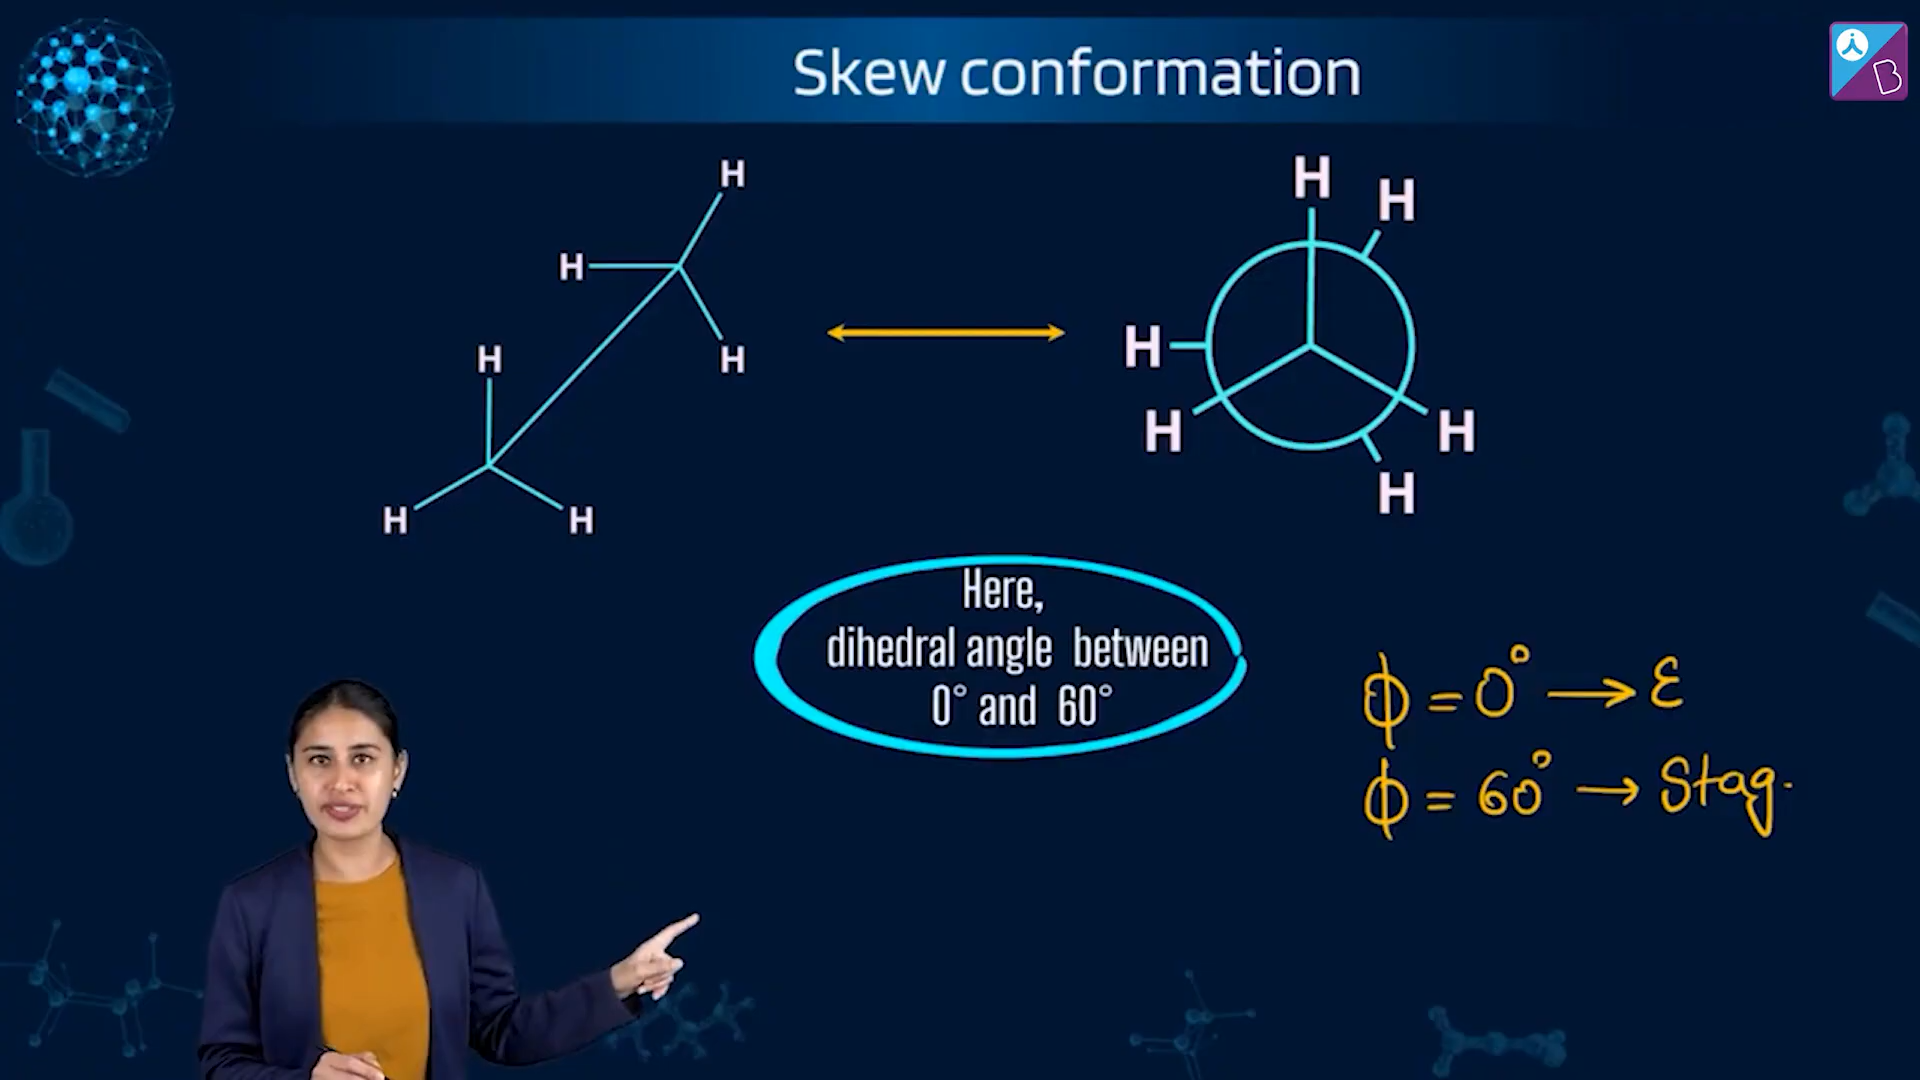 Skew conformation
H
H
H
H
H
H
H
H
H
H
H
H
Here,
dihedral angle between
0° and 60°
ϕ = 0° → ε
ϕ = 60° → Stag.
B